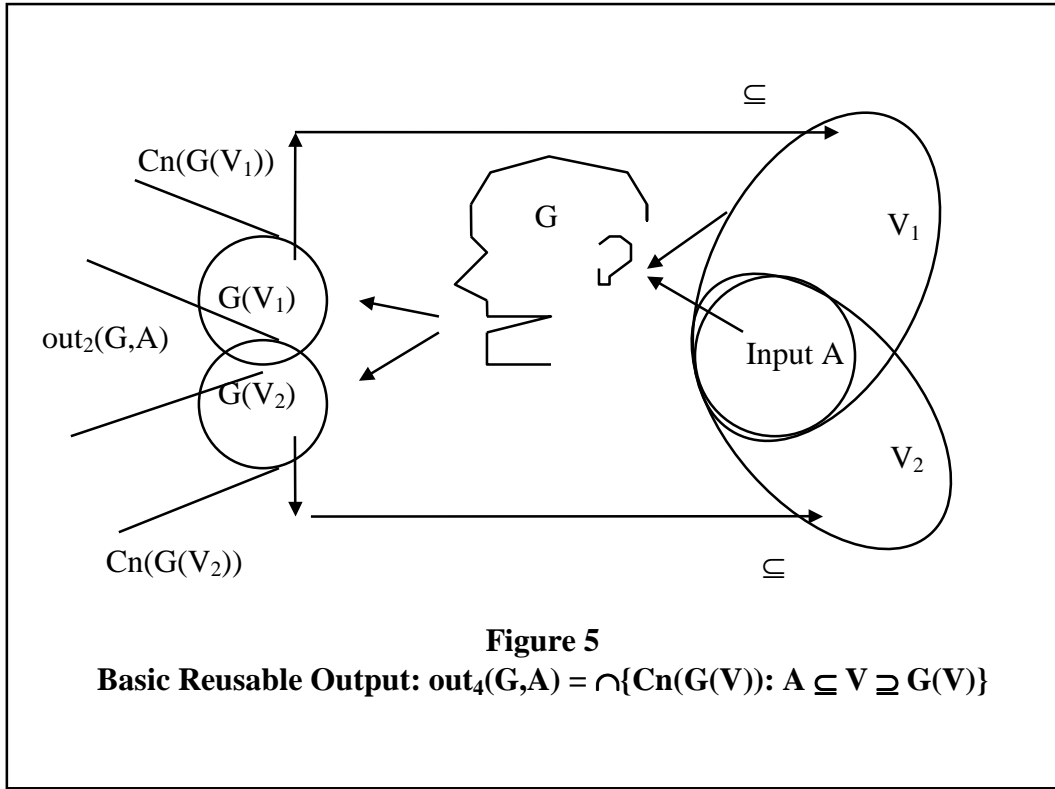 ⊆
Cn(G(V₁))
G
V₁
G(V₁)
out₂(G,A)
Input A
G(V₂)
V₂
Cn(G(V₂))
⊆
Figure 5
Basic Reusable Output: out₄(G,A) = ∩{Cn(G(V)): A ⊆ V ⊇ G(V)}